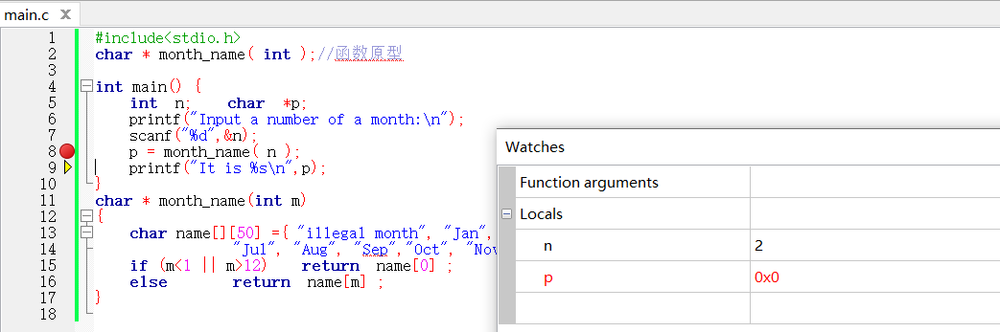 main.c
1 #include<stdio.h>
2 char * month_name( int );//函数原型
3
4 int main() {
5 int n; char *p;
6 printf("Input a number of a month:\n");
7 scanf("%d",&n);
8 p = month_name( n );
9 printf("It is %s\n",p);
10 }
11 char * month_name(int m)
12 {
13 char name[][50] ={ "illegal month", "Jan",
14 "Jul", "Aug", "Sep","Oct", "Nov
15 if (m<1 || m>12) return name[0] ;
16 else return name[m] ;
17 }
18
Watches
Function arguments
Locals
n 2
p 0x0